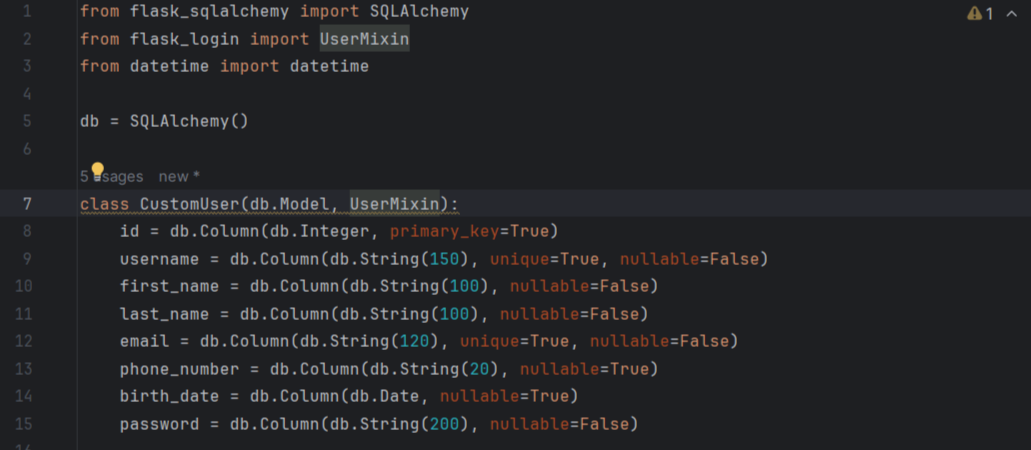 1 from flask_sqlalchemy import SQLAlchemy
1
2 from flask_login import UserMixin
3 from datetime import datetime
4
5 db = SQLAlchemy()
6
5 usages new *
7 class CustomUser(db.Model, UserMixin):
8 id = db.Column(db.Integer, primary_key=True)
9 username = db.Column(db.String(150), unique=True, nullable=False)
10 first_name = db.Column(db.String(100), nullable=False)
11 last_name = db.Column(db.String(100), nullable=False)
12 email = db.Column(db.String(120), unique=True, nullable=False)
13 phone_number = db.Column(db.String(20), nullable=True)
14 birth_date = db.Column(db.Date, nullable=True)
15 password = db.Column(db.String(200), nullable=False)